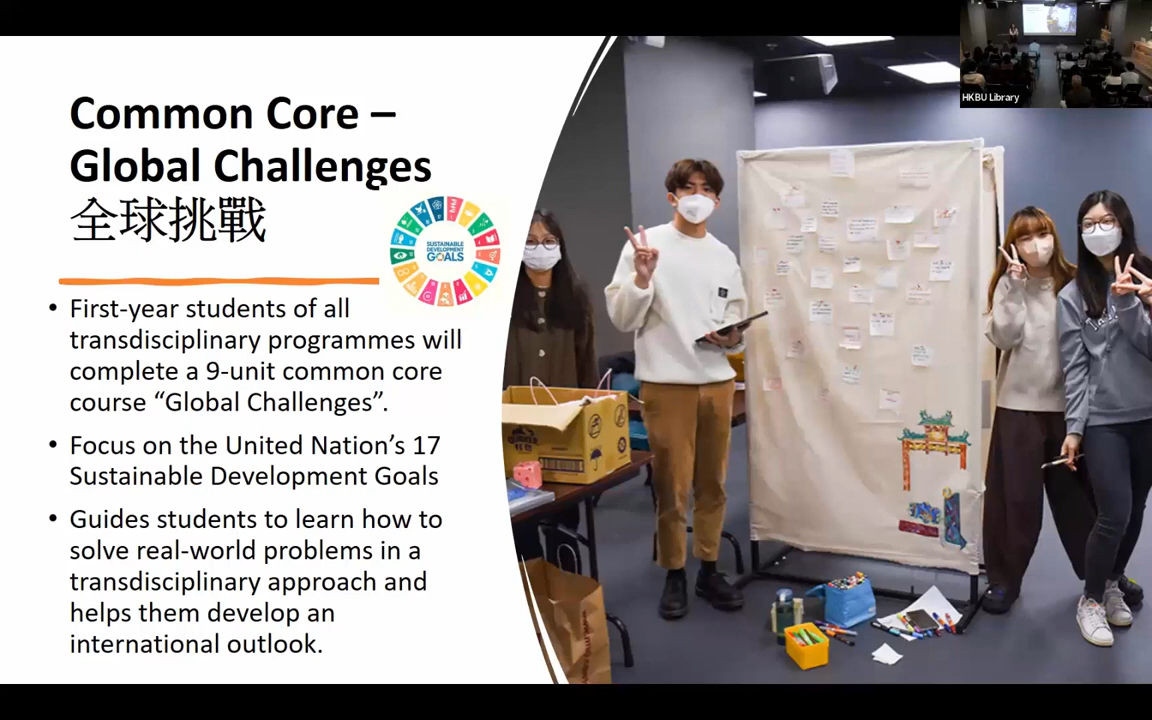 Common Core –
Global Challenges
全球挑戰
SUSTAINABLE
DEVELOPMENT
GOALS
• First-year students of all
transdisciplinary programmes will
complete a 9-unit common core
course “Global Challenges”.
• Focus on the United Nation’s 17
Sustainable Development Goals
• Guides students to learn how to
solve real-world problems in a
transdisciplinary approach and
helps them develop an
international outlook.
HKBU Library